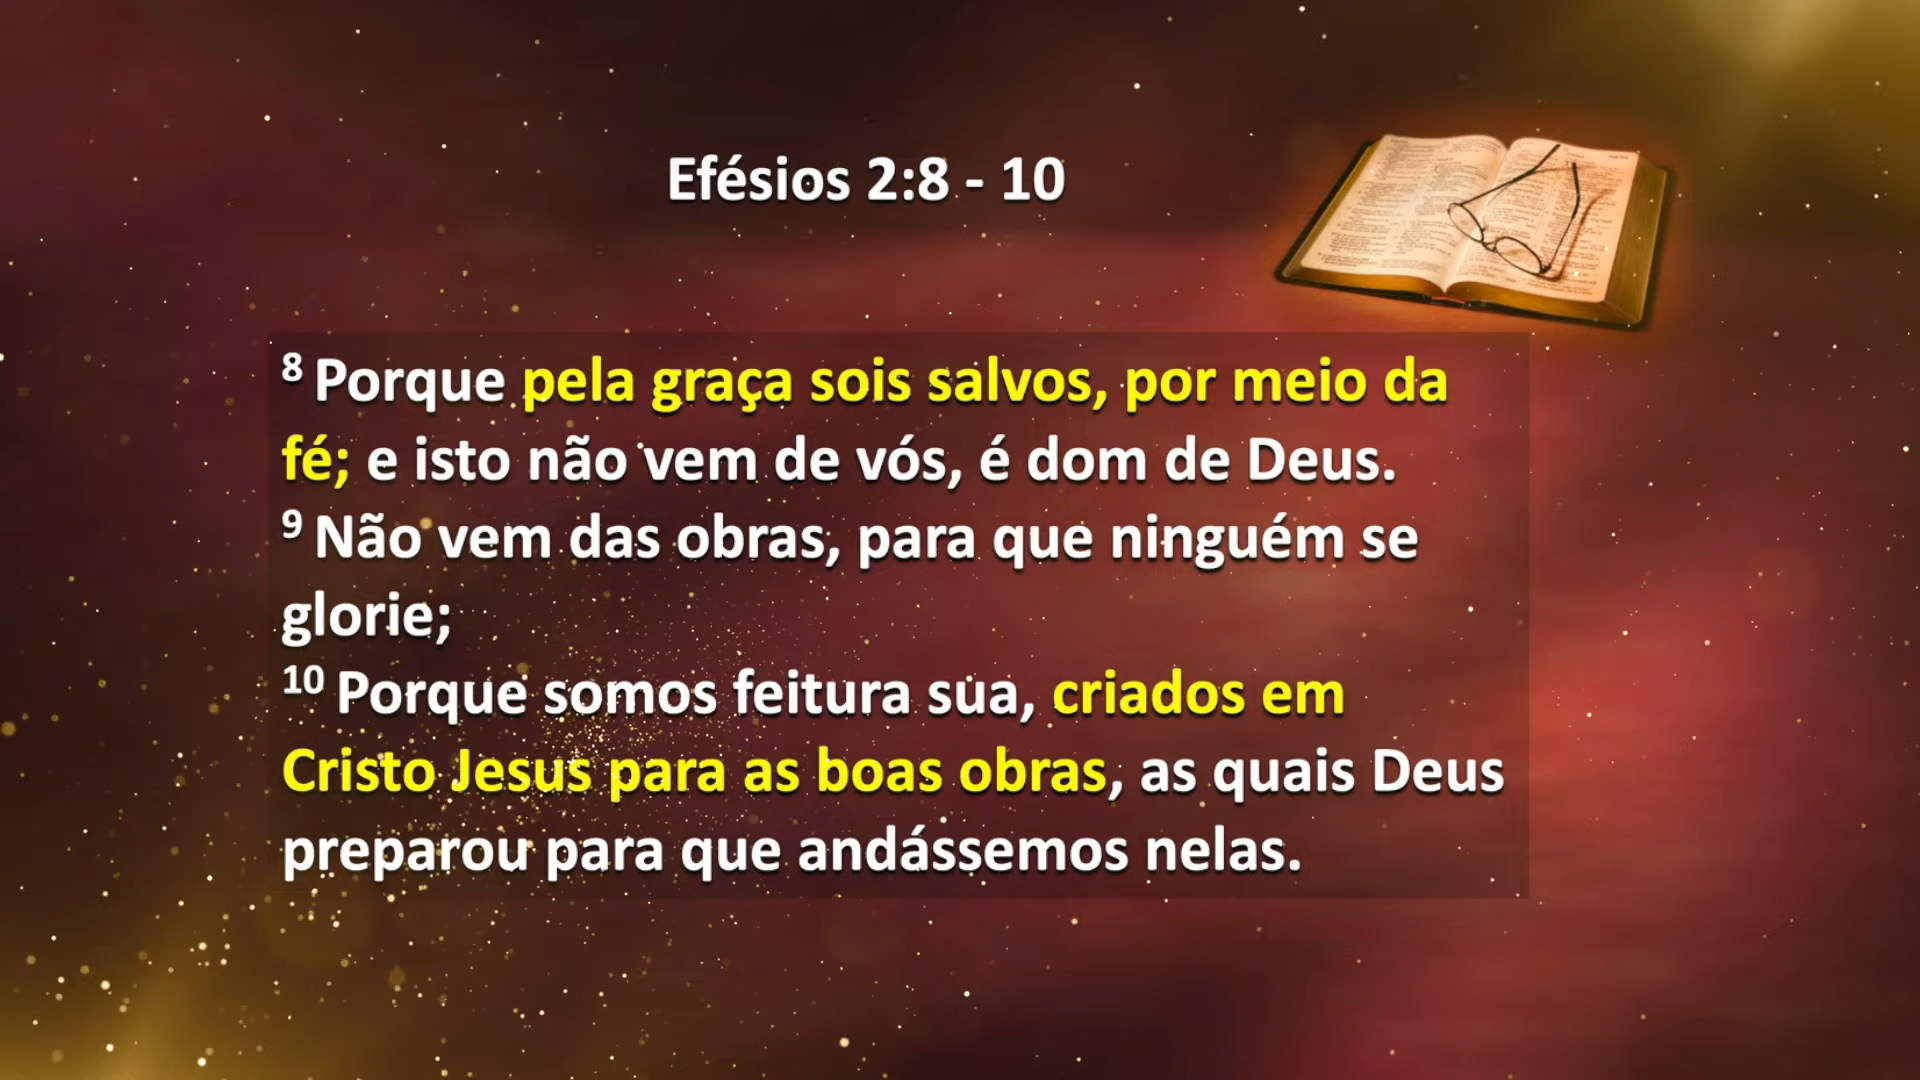 Efésios 2:8 - 10
8 Porque pela graça sois salvos, por meio da
fé; e isto não vem de vós, é dom de Deus.
9 Não vem das obras, para que ninguém se
glorie;
10 Porque somos feitura sua, criados em
Cristo Jesus para as boas obras, as quais Deus
preparou para que andássemos nelas.